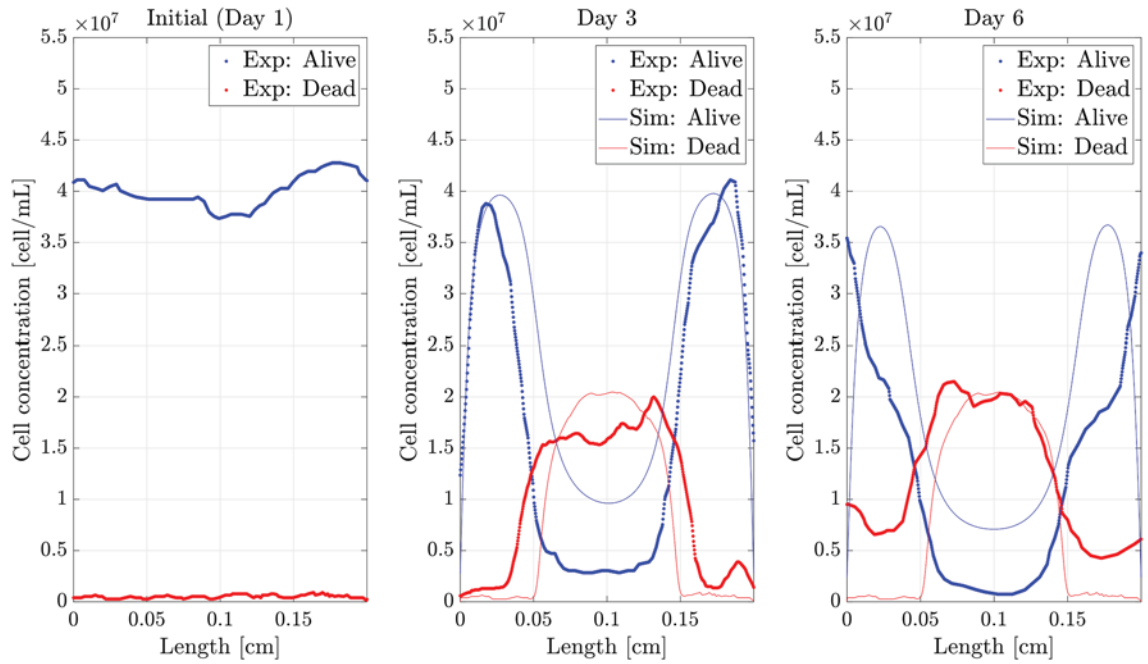 Initial (Day 1)
×10⁷
5.5
5
4.5
4
3.5
3
2.5
2
1.5
1
0.5
0
Cell concentration [cell/mL]
Exp: Alive
Exp: Dead
0 0.05 0.1 0.15
Length [cm]
Day 3
×10⁷
5.5
5
4.5
4
3.5
3
2.5
2
1.5
1
0.5
0
Cell concentration [cell/mL]
Exp: Alive
Exp: Dead
Sim: Alive
Sim: Dead
0 0.05 0.1 0.15
Length [cm]
Day 6
×10⁷
5.5
5
4.5
4
3.5
3
2.5
2
1.5
1
0.5
0
Cell concentration [cell/mL]
Exp: Alive
Exp: Dead
Sim: Alive
Sim: Dead
0 0.05 0.1 0.15
Length [cm]